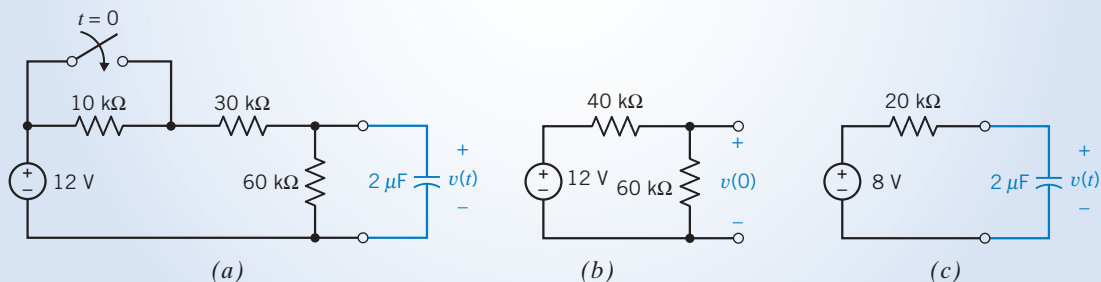 t = 0
10 kΩ
30 kΩ
+
−
12 V
60 kΩ
2 μF
+
v(t)
−
(a)
40 kΩ
+
−
12 V
60 kΩ
+
v(0)
−
(b)
20 kΩ
+
−
8 V
2 μF
+
v(t)
−
(c)